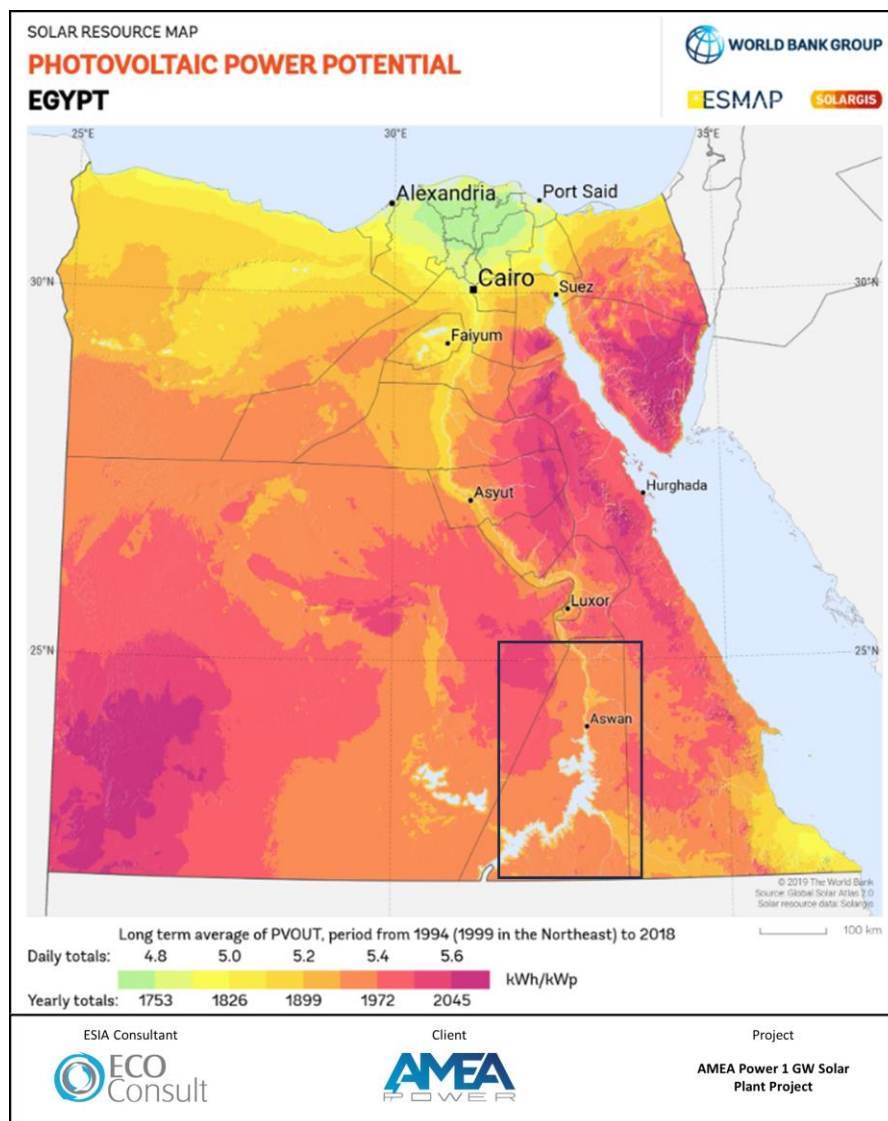 SOLAR RESOURCE MAP
PHOTOVOLTAIC POWER POTENTIAL
EGYPT
WORLD BANK GROUP
ESMAP
SOLARGIS
25°E
30°E
35°E
Alexandria
Port Said
30°N
Cairo
Suez
30°N
Faiyum
Asyut
Hurghada
Luxor
25°N
25°N
Aswan
© 2019 The World Bank
Source: Global Solar Atlas 2.0
Solar resource data: Solargis
Long term average of PVOUT, period from 1994 (1999 in the Northeast) to 2018
100 km
Daily totals: 4.8 5.0 5.2 5.4 5.6
kWh/kWp
Yearly totals: 1753 1826 1899 1972 2045
ESIA Consultant
Client
Project
ECO
Consult
AMEA
POWER
AMEA Power 1 GW Solar
Plant Project